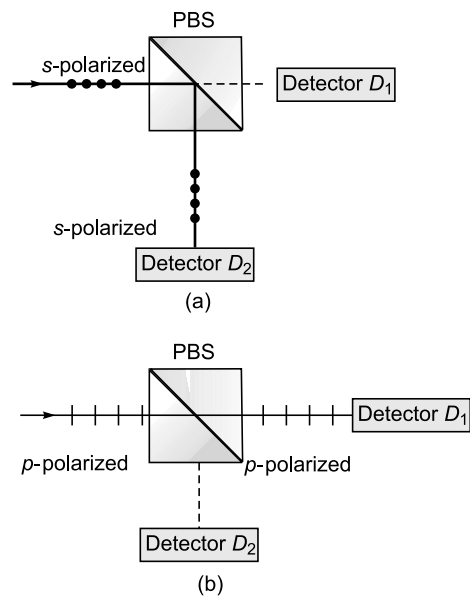 PBS
s-polarized
Detector D1
s-polarized
Detector D2
(a)
PBS
Detector D1
p-polarized
p-polarized
Detector D2
(b)